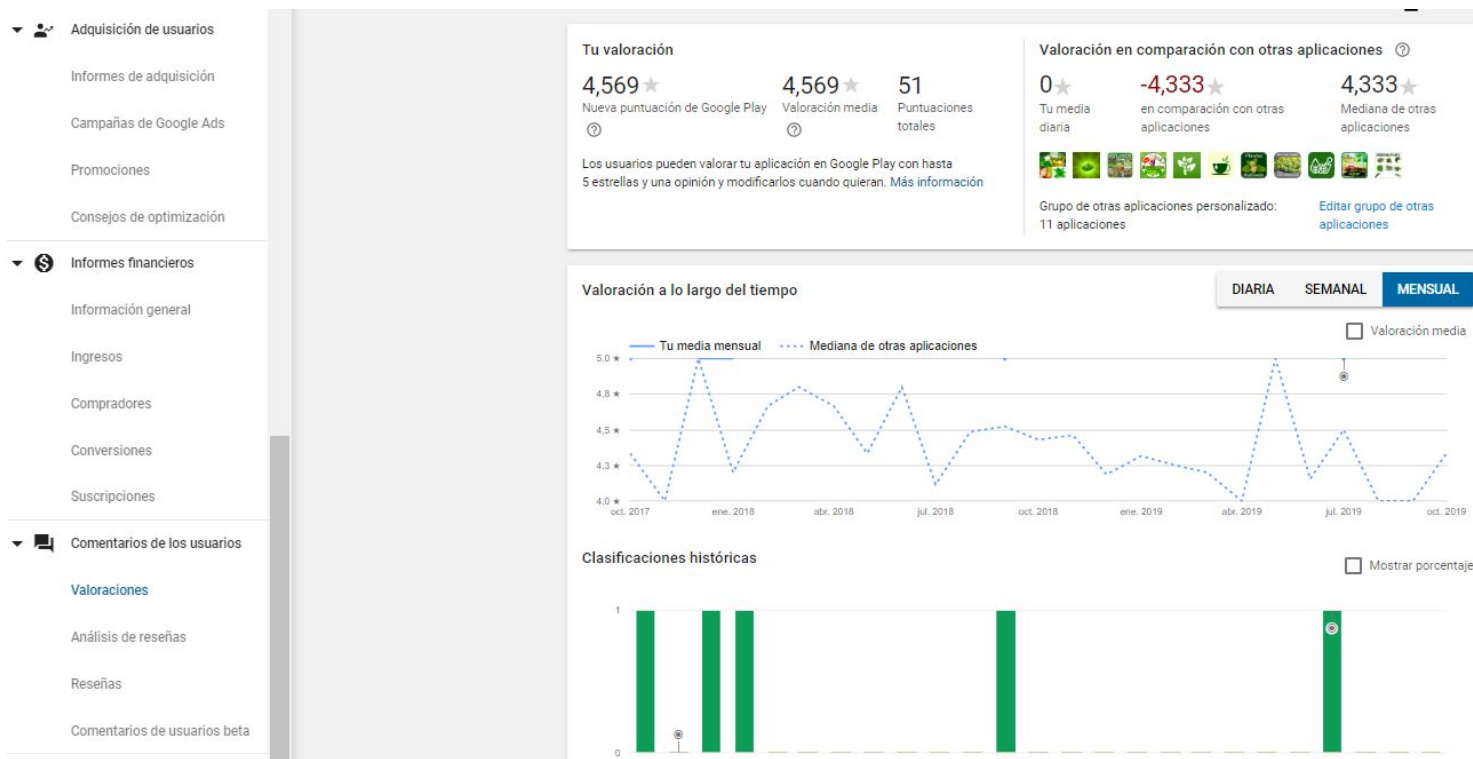 Adquisición de usuarios
Informes de adquisición
Campañas de Google Ads
Promociones
Consejos de optimización
Informes financieros
Información general
Ingresos
Compradores
Conversiones
Suscripciones
Comentarios de los usuarios
Valoraciones
Análisis de reseñas
Reseñas
Comentarios de usuarios beta
Tu valoración
4,569 ★
Nueva puntuación de Google Play
4,569 ★
Valoración media
51
Puntuaciones
totales
Los usuarios pueden valorar tu aplicación en Google Play con hasta
5 estrellas y una opinión y modificarlos cuando quieran. Más información
Valoración en comparación con otras aplicaciones
0 ★
Tu media
diaria
-4,333 ★
en comparación con otras
aplicaciones
4,333 ★
Mediana de otras
aplicaciones
Grupo de otras aplicaciones personalizado:
11 aplicaciones
Editar grupo de otras
aplicaciones
Valoración a lo largo del tiempo
DIARIA SEMANAL MENSUAL
Valoración media
Tu media mensual Mediana de otras aplicaciones
5,0 ★
4,8 ★
4,5 ★
4,3 ★
4,0 ★
oct. 2017 ene. 2018 abr. 2018 jul. 2018 oct. 2018 ene. 2019 abr. 2019 jul. 2019 oct. 2019
Clasificaciones históricas
Mostrar porcentaje
1
0